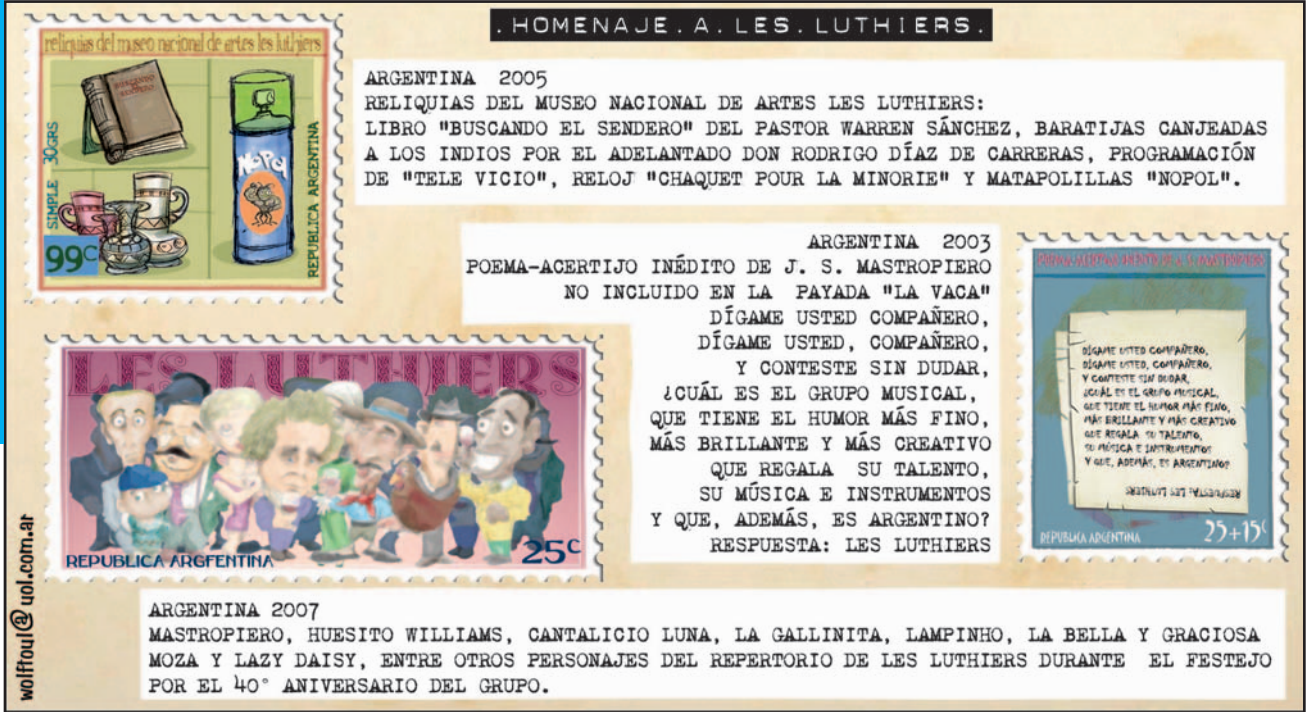 .HOMENAJE.A.LES.LUTHIERS.
reliquias del museo nacional de artes les luthiers
BUSCANDO EL SENDERO
NOPOL
SIMPLE 30GRS
99c
REPUBLICA ARGENTINA
ARGENTINA 2005
RELIQUIAS DEL MUSEO NACIONAL DE ARTES LES LUTHIERS:
LIBRO "BUSCANDO EL SENDERO" DEL PASTOR WARREN SÁNCHEZ, BARATIJAS CANJEADAS
A LOS INDIOS POR EL ADELANTADO DON RODRIGO DÍAZ DE CARRERAS, PROGRAMACIÓN
DE "TELE VICIO", RELOJ "CHAQUET POUR LA MINORIE" Y MATAPOLILLAS "NOPOL".
ARGENTINA 2003
POEMA-ACERTIJO INÉDITO DE J. S. MASTROPIERO
NO INCLUIDO EN LA PAYADA "LA VACA"
DÍGAME USTED COMPAÑERO,
DÍGAME USTED, COMPAÑERO,
Y CONTESTE SIN DUDAR,
¿CUÁL ES EL GRUPO MUSICAL,
QUE TIENE EL HUMOR MÁS FINO,
MÁS BRILLANTE Y MÁS CREATIVO
QUE REGALA SU TALENTO,
SU MÚSICA E INSTRUMENTOS
Y QUE, ADEMÁS, ES ARGENTINO?
RESPUESTA: LES LUTHIERS
DÍGAME USTED COMPAÑERO,
DÍGAME USTED, COMPAÑERO,
Y CONTESTE SIN DUDAR,
¿CUÁL ES EL GRUPO MUSICAL,
QUE TIENE EL HUMOR MÁS FINO,
MÁS BRILLANTE Y MÁS CREATIVO
QUE REGALA SU TALENTO,
SU MÚSICA E INSTRUMENTOS
Y QUE, ADEMÁS, ES ARGENTINO?
RESPUESTA: LES LUTHIERS
REPUBLICA ARGENTINA
25+15c
LES LUTHIERS
REPUBLICA ARGFENTINA
25c
wolftoul@uol.com.ar
ARGENTINA 2007
MASTROPIERO, HUESITO WILLIAMS, CANTALICIO LUNA, LA GALLINITA, LAMPINHO, LA BELLA Y GRACIOSA
MOZA Y LAZY DAISY, ENTRE OTROS PERSONAJES DEL REPERTORIO DE LES LUTHIERS DURANTE EL FESTEJO
POR EL 40° ANIVERSARIO DEL GRUPO.